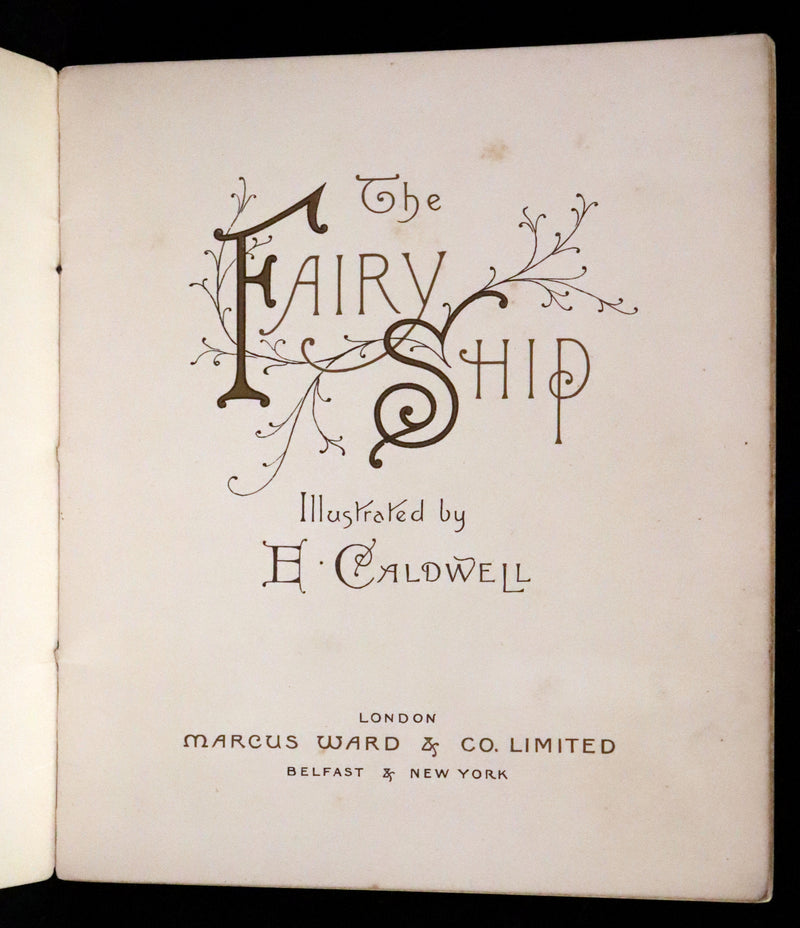 The
FAIRY
SHIP
Illustrated by
E. CALDWELL
LONDON
MARCUS WARD & CO. LIMITED
BELFAST & NEW YORK